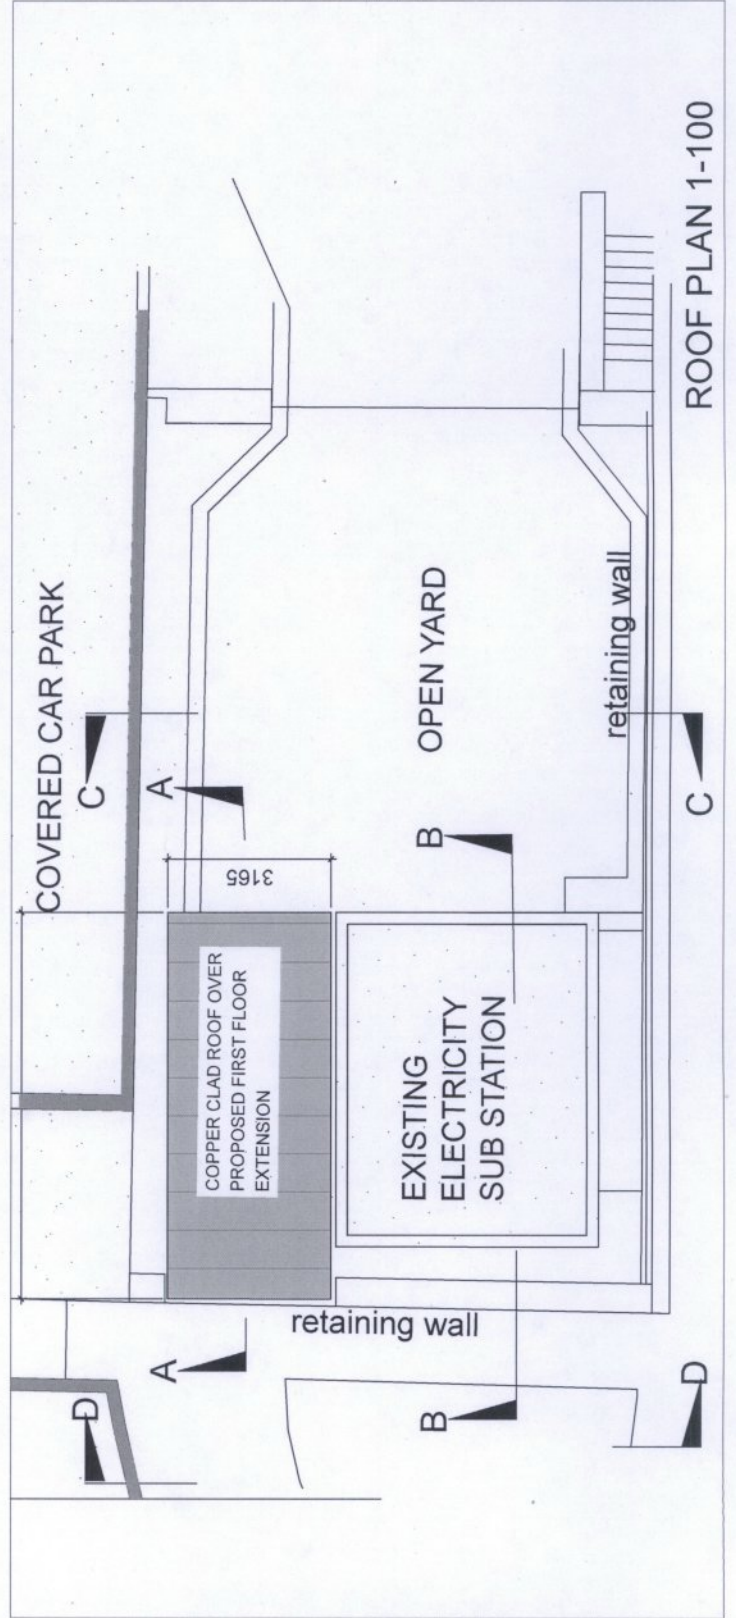 COVERED CAR PARK
C
A
3165
B
OPEN YARD
retaining wall
C
COPPER CLAD ROOF OVER
PROPOSED FIRST FLOOR
EXTENSION
EXISTING
ELECTRICITY
SUB STATION
retaining wall
A
D
B
D
ROOF PLAN 1-100